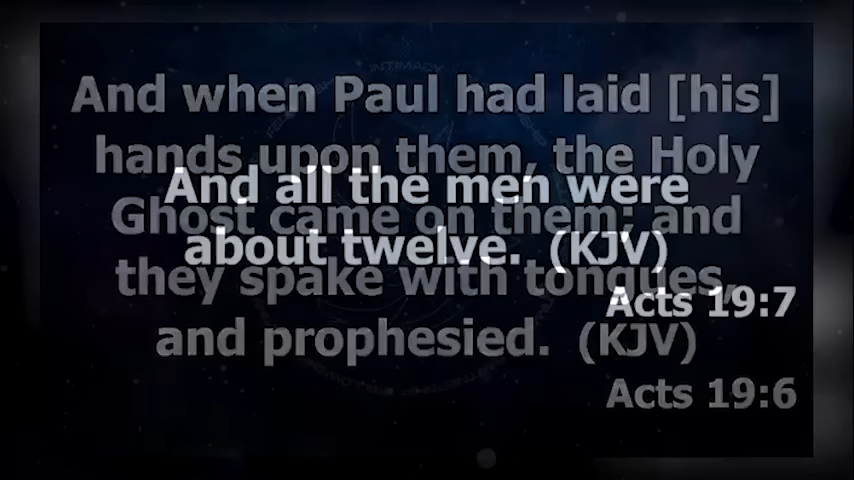 And when Paul had laid [his]
hands upon them, the Holy
Ghost came on them; and
they spake with tongues,
and prophesied. (KJV)
Acts 19:6
And all the men were
about twelve. (KJV)
Acts 19:7
INTIMACY